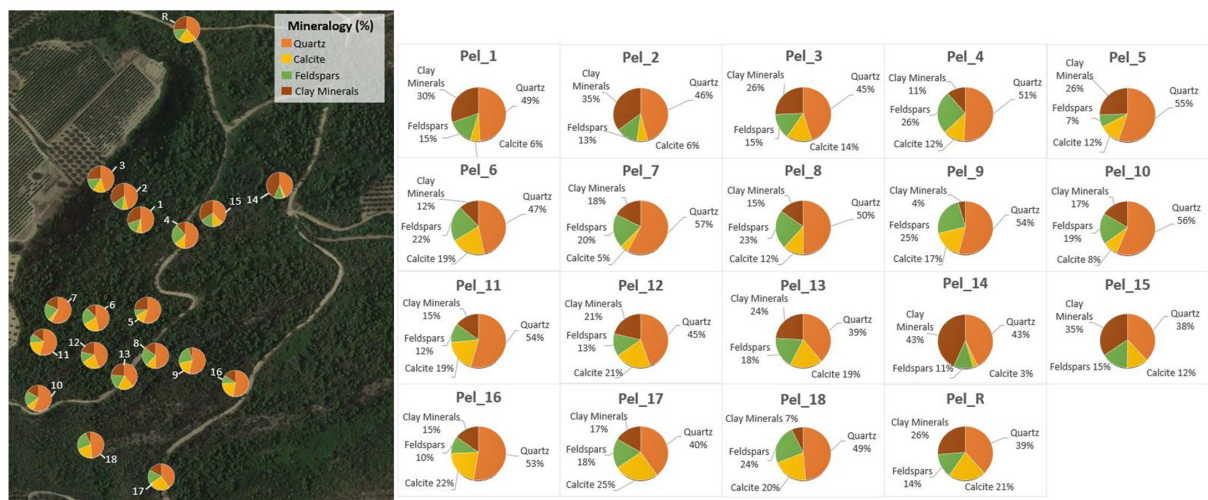 R
Mineralogy (%)
Quartz
Calcite
Feldspars
Clay Minerals
3
2
1
4
15
14
7
6
5
11
12
13
8
9
16
10
18
17
Pel_1
Clay
Minerals
30%
Quartz
49%
Feldspars
15%
Calcite 6%
Pel_2
Clay
Minerals
35%
Quartz
46%
Feldspars
13%
Calcite 6%
Pel_3
Clay Minerals
26%
Quartz
45%
Feldspars
15%
Calcite 14%
Pel_4
Clay Minerals
11%
Quartz
51%
Feldspars
26%
Calcite 12%
Pel_5
Clay
Minerals
26%
Quartz
55%
Feldspars
7%
Calcite 12%
Pel_6
Clay
Minerals
12%
Quartz
47%
Feldspars
22%
Calcite 19%
Pel_7
Clay Minerals
18%
Quartz
57%
Feldspars
20%
Calcite 5%
Pel_8
Clay Minerals
15%
Quartz
50%
Feldspars
23%
Calcite 12%
Pel_9
Clay Minerals
4%
Quartz
54%
Feldspars
25%
Calcite 17%
Pel_10
Clay Minerals
17%
Quartz
56%
Feldspars
19%
Calcite 8%
Pel_11
Clay Minerals
15%
Quartz
54%
Feldspars
12%
Calcite 19%
Pel_12
Clay Minerals
21%
Quartz
45%
Feldspars
13%
Calcite 21%
Pel_13
Clay Minerals
24%
Quartz
39%
Feldspars
18%
Calcite 19%
Pel_14
Clay
Minerals
43%
Quartz
43%
Feldspars 11%
Calcite 3%
Pel_15
Clay Minerals
35%
Quartz
38%
Feldspars 15%
Calcite 12%
Pel_16
Clay Minerals
15%
Quartz
53%
Feldspars
10%
Calcite 22%
Pel_17
Clay Minerals
17%
Quartz
40%
Feldspars
18%
Calcite 25%
Pel_18
Clay Minerals 7%
Quartz
49%
Feldspars
24%
Calcite 20%
Pel_R
Clay Minerals
26%
Quartz
39%
Feldspars
14%
Calcite 21%